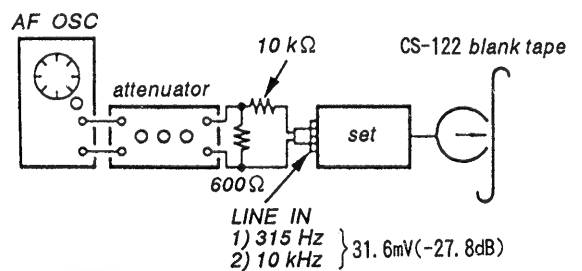 AF OSC
10 kΩ
CS-122 blank tape
attenuator
set
600Ω
LINE IN
1) 315 Hz
2) 10 kHz
31.6mV(-27.8dB)